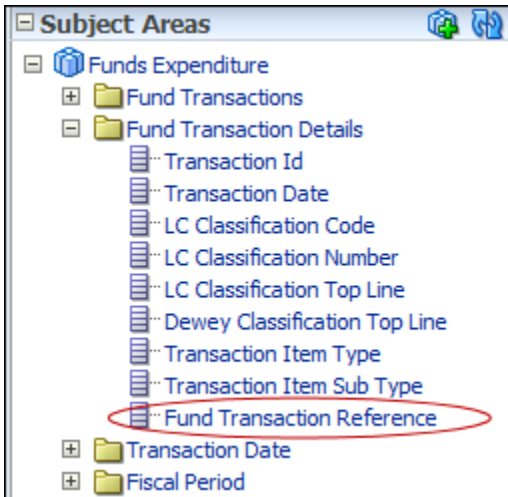 Subject Areas
Funds Expenditure
Fund Transactions
Fund Transaction Details
Transaction Id
Transaction Date
LC Classification Code
LC Classification Number
LC Classification Top Line
Dewey Classification Top Line
Transaction Item Type
Transaction Item Sub Type
Fund Transaction Reference
Transaction Date
Fiscal Period